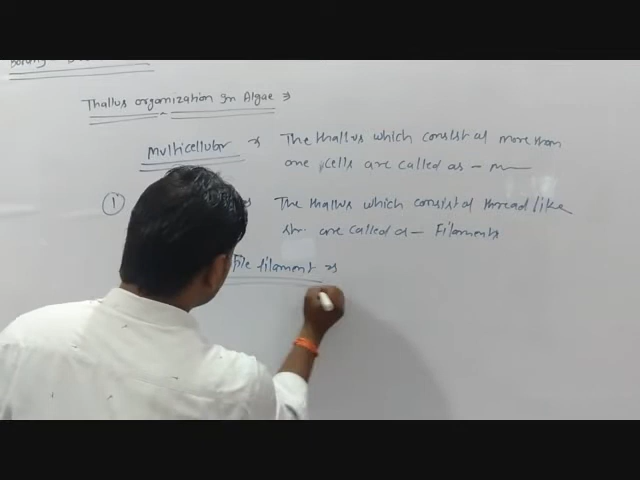 Thallus organization In Algae ⇒
Multicellular ⇒ The thallus which consist of more than
one cells are called as – m
① The thallus which consist of thread like
str. are called as – Filaments
filament ⇒